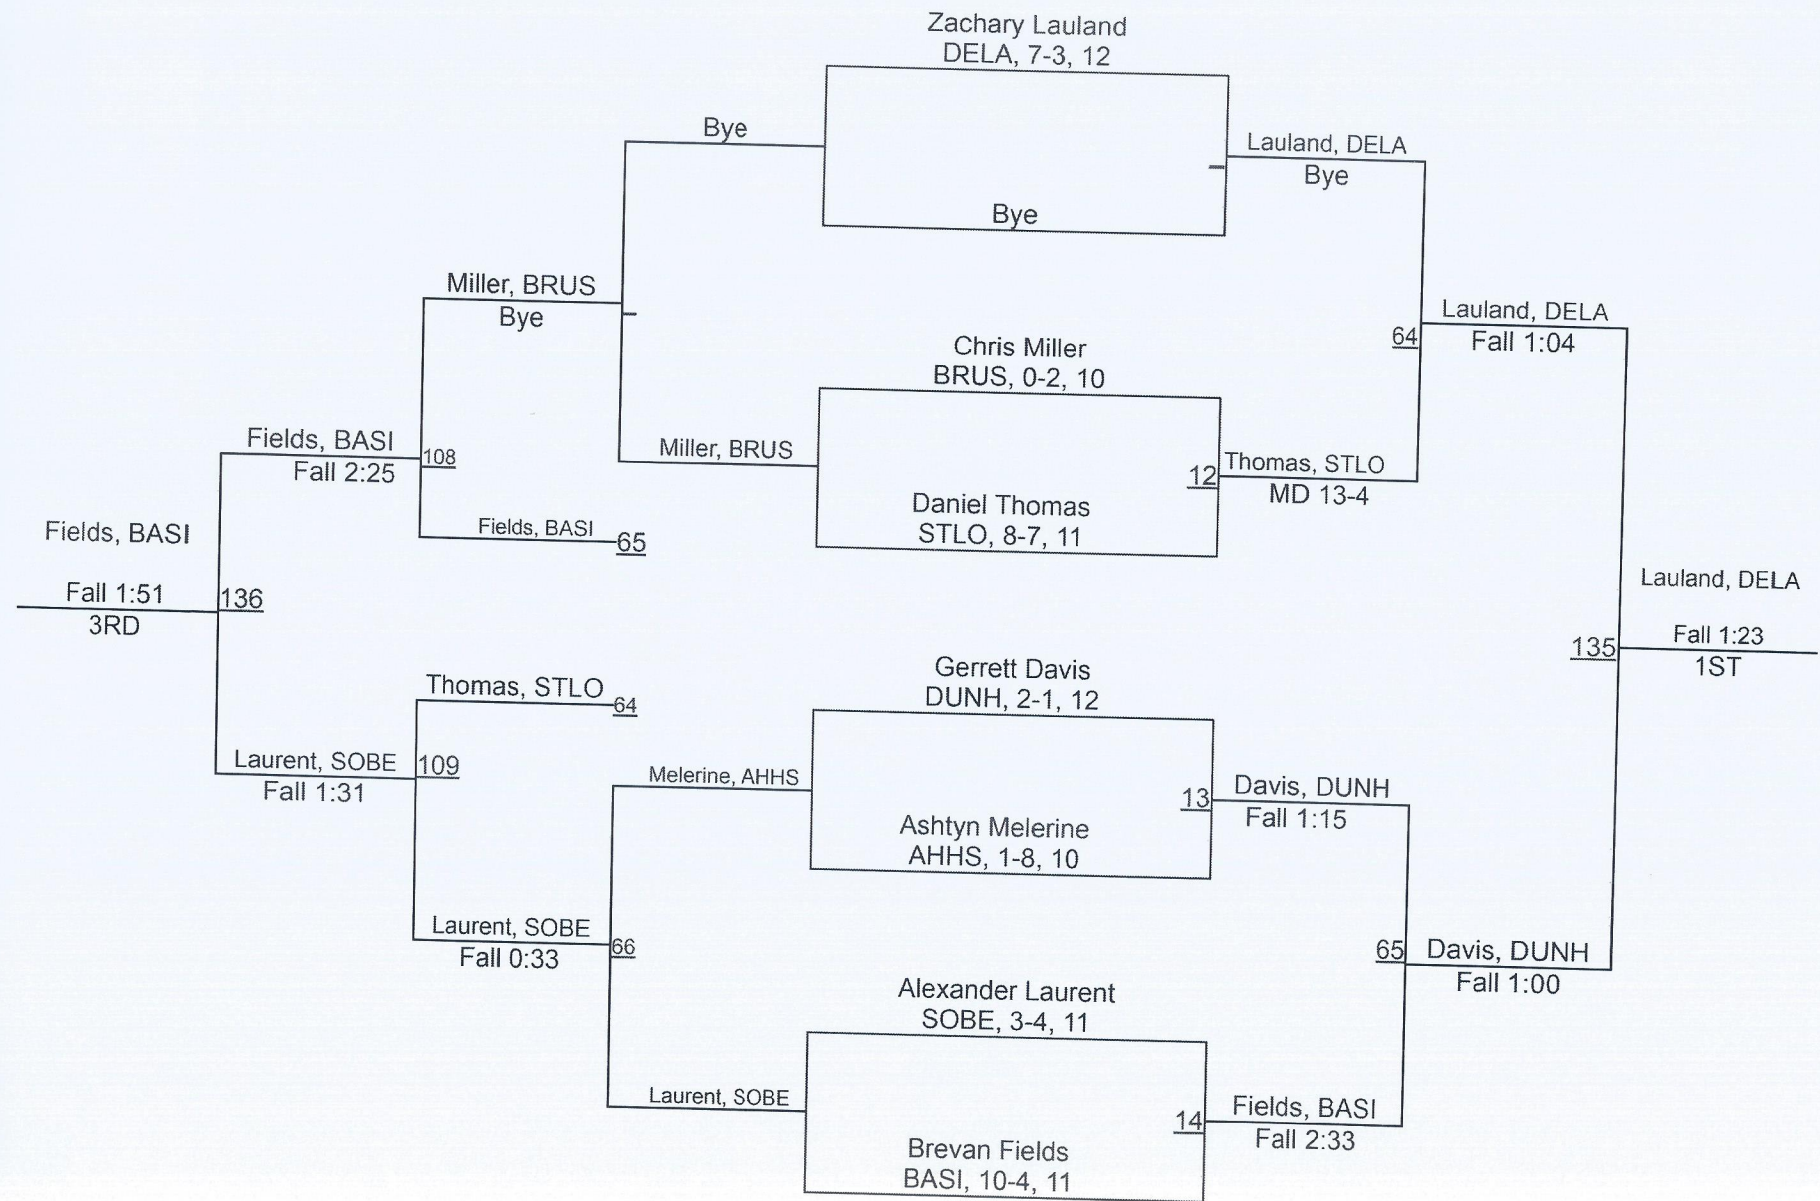 Zachary Lauland
DELA, 7-3, 12
Bye
Lauland, DELA
Bye
Bye
Miller, BRUS
Bye
Lauland, DELA
64
Fall 1:04
Chris Miller
BRUS, 0-2, 10
Fields, BASI
108
Fall 2:25
Miller, BRUS
12
Thomas, STLO
MD 13-4
Daniel Thomas
STLO, 8-7, 11
Fields, BASI
65
Fields, BASI
Fall 1:51
136
3RD
Lauland, DELA
135
Fall 1:23
1ST
Gerrett Davis
DUNH, 2-1, 12
Thomas, STLO
64
Laurent, SOBE
109
Fall 1:31
Melerine, AHHS
13
Davis, DUNH
Fall 1:15
Ashtyn Melerine
AHHS, 1-8, 10
Laurent, SOBE
66
Fall 0:33
65
Davis, DUNH
Fall 1:00
Alexander Laurent
SOBE, 3-4, 11
Laurent, SOBE
14
Fields, BASI
Fall 2:33
Brevan Fields
BASI, 10-4, 11